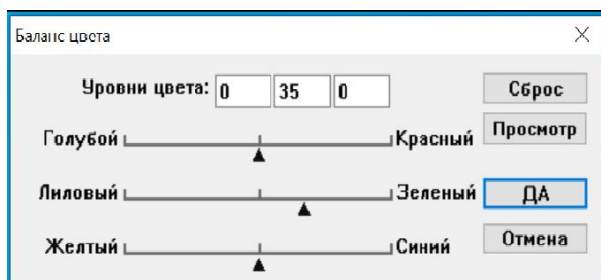 Баланс цвета
Уровни цвета: 0 35 0 Сброс
Голубой Красный Просмотр
Лиловый Зеленый ДА
Желтый Синий Отмена